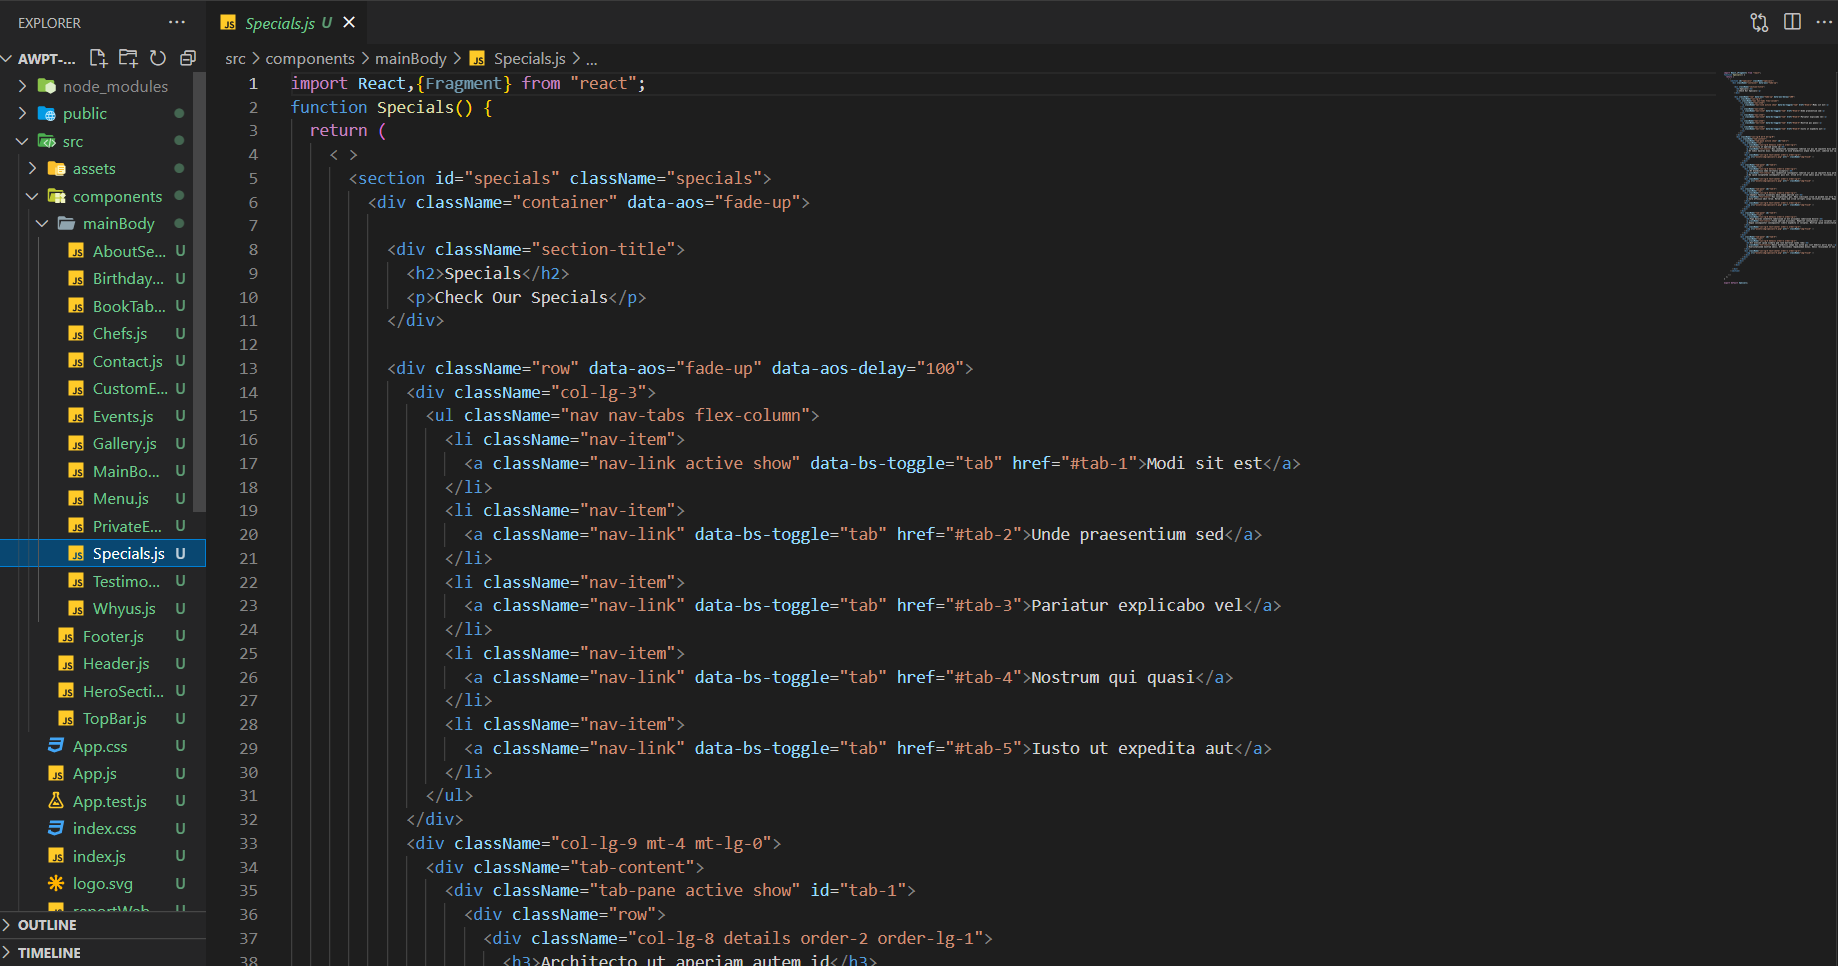 EXPLORER
AWPT-...
node_modules
public
src
assets
components
mainBody
AboutSe... U
Birthday... U
BookTab... U
Chefs.js U
Contact.js U
CustomE... U
Events.js U
Gallery.js U
MainBo... U
Menu.js U
PrivateE... U
Specials.js U
Testimo... U
Whyus.js U
Footer.js U
Header.js U
HeroSecti... U
TopBar.js U
App.css U
App.js U
App.test.js U
index.css U
index.js U
logo.svg U
reportWeb U
OUTLINE
TIMELINE
JS Specials.js U
src > components > mainBody > JS Specials.js > ...
1 import React,{Fragment} from "react";
2 function Specials() {
3 return (
4 < >
5 <section id="specials" className="specials">
6 <div className="container" data-aos="fade-up">
7
8 <div className="section-title">
9 <h2>Specials</h2>
10 <p>Check Our Specials</p>
11 </div>
12
13 <div className="row" data-aos="fade-up" data-aos-delay="100">
14 <div className="col-lg-3">
15 <ul className="nav nav-tabs flex-column">
16 <li className="nav-item">
17 <a className="nav-link active show" data-bs-toggle="tab" href="#tab-1">Modi sit est</a>
18 </li>
19 <li className="nav-item">
20 <a className="nav-link" data-bs-toggle="tab" href="#tab-2">Unde praesentium sed</a>
21 </li>
22 <li className="nav-item">
23 <a className="nav-link" data-bs-toggle="tab" href="#tab-3">Pariatur explicabo vel</a>
24 </li>
25 <li className="nav-item">
26 <a className="nav-link" data-bs-toggle="tab" href="#tab-4">Nostrum qui quasi</a>
27 </li>
28 <li className="nav-item">
29 <a className="nav-link" data-bs-toggle="tab" href="#tab-5">Iusto ut expedita aut</a>
30 </li>
31 </ul>
32 </div>
33 <div className="col-lg-9 mt-4 mt-lg-0">
34 <div className="tab-content">
35 <div className="tab-pane active show" id="tab-1">
36 <div className="row">
37 <div className="col-lg-8 details order-2 order-lg-1">
38 <h3>Architecto ut aperiam autem id</h3>